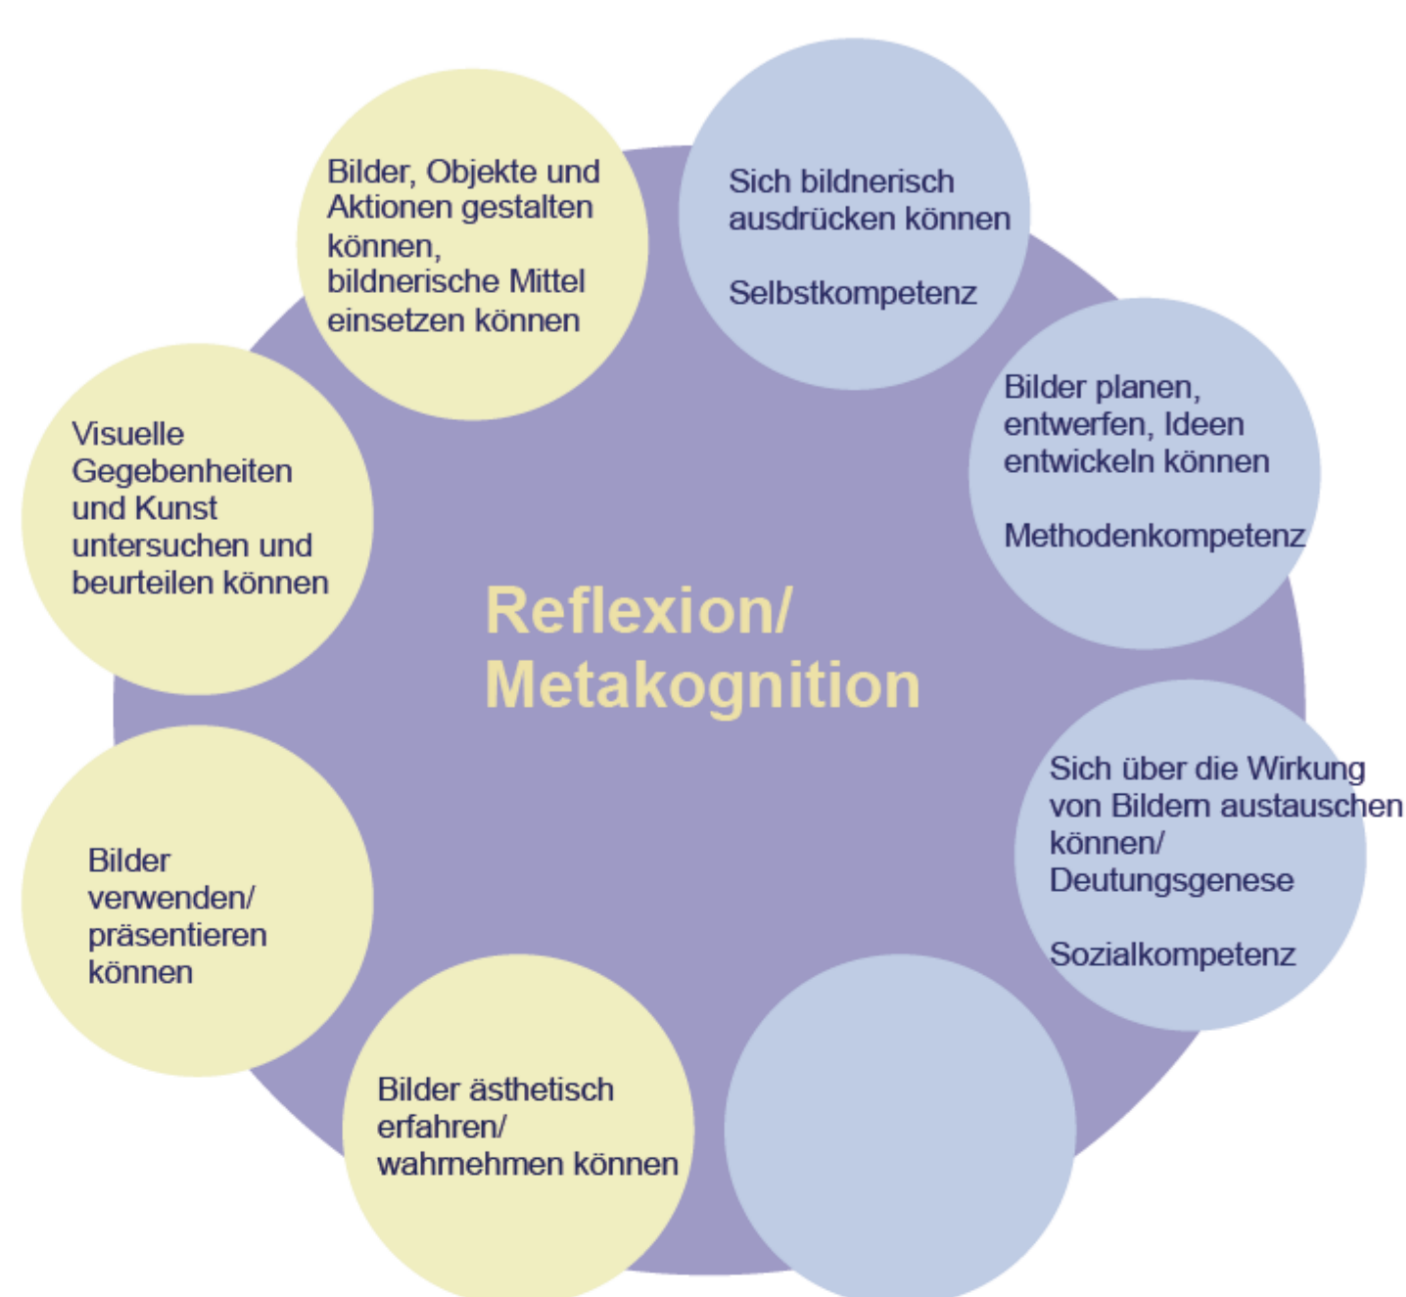 Bilder, Objekte und
Aktionen gestalten
können,
bildnerische Mittel
einsetzen können
Sich bildnerisch
ausdrücken können
Selbstkompetenz
Bilder planen,
entwerfen, Ideen
entwickeln können
Methodenkompetenz
Visuelle
Gegebenheiten
und Kunst
untersuchen und
beurteilen können
Reflexion/
Metakognition
Sich über die Wirkung
von Bildern austauschen
können/
Deutungsgenese
Sozialkompetenz
Bilder
verwenden/
präsentieren
können
Bilder ästhetisch
erfahren/
wahrnehmen können